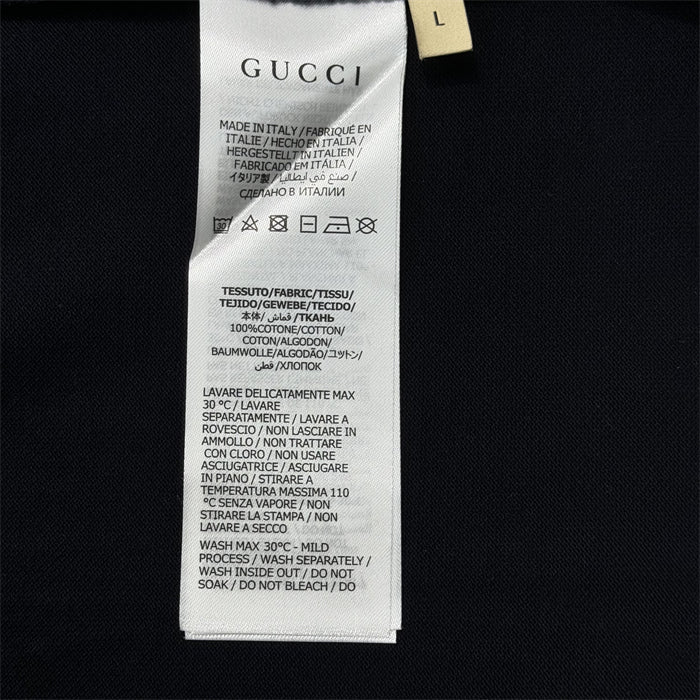 L
GUCCI
MADE IN ITALY / FABRIQUÉ EN
ITALIE / HECHO EN ITALIA /
HERGESTELLT IN ITALIEN /
FABRICADO EM ITÁLIA /
イタリア製 / صنع في ايطاليا /
СДЕЛАНО В ИТАЛИИ
30
TESSUTO/FABRIC/TISSU/
TEJIDO/GEWEBE/TECIDO/
本体/ قماش /ТКАНЬ
100%COTONE/COTTON/
COTON/ALGODON/
BAUMWOLLE/ALGODÃO/コットン/
قطن /ХЛОПОК
LAVARE DELICATAMENTE MAX
30 °C / LAVARE
SEPARATAMENTE / LAVARE A
ROVESCIO / NON LASCIARE IN
AMMOLLO / NON TRATTARE
CON CLORO / NON USARE
ASCIUGATRICE / ASCIUGARE
IN PIANO / STIRARE A
TEMPERATURA MASSIMA 110
°C SENZA VAPORE / NON
STIRARE LA STAMPA / NON
LAVARE A SECCO
WASH MAX 30°C - MILD
PROCESS / WASH SEPARATELY /
WASH INSIDE OUT / DO NOT
SOAK / DO NOT BLEACH / DO